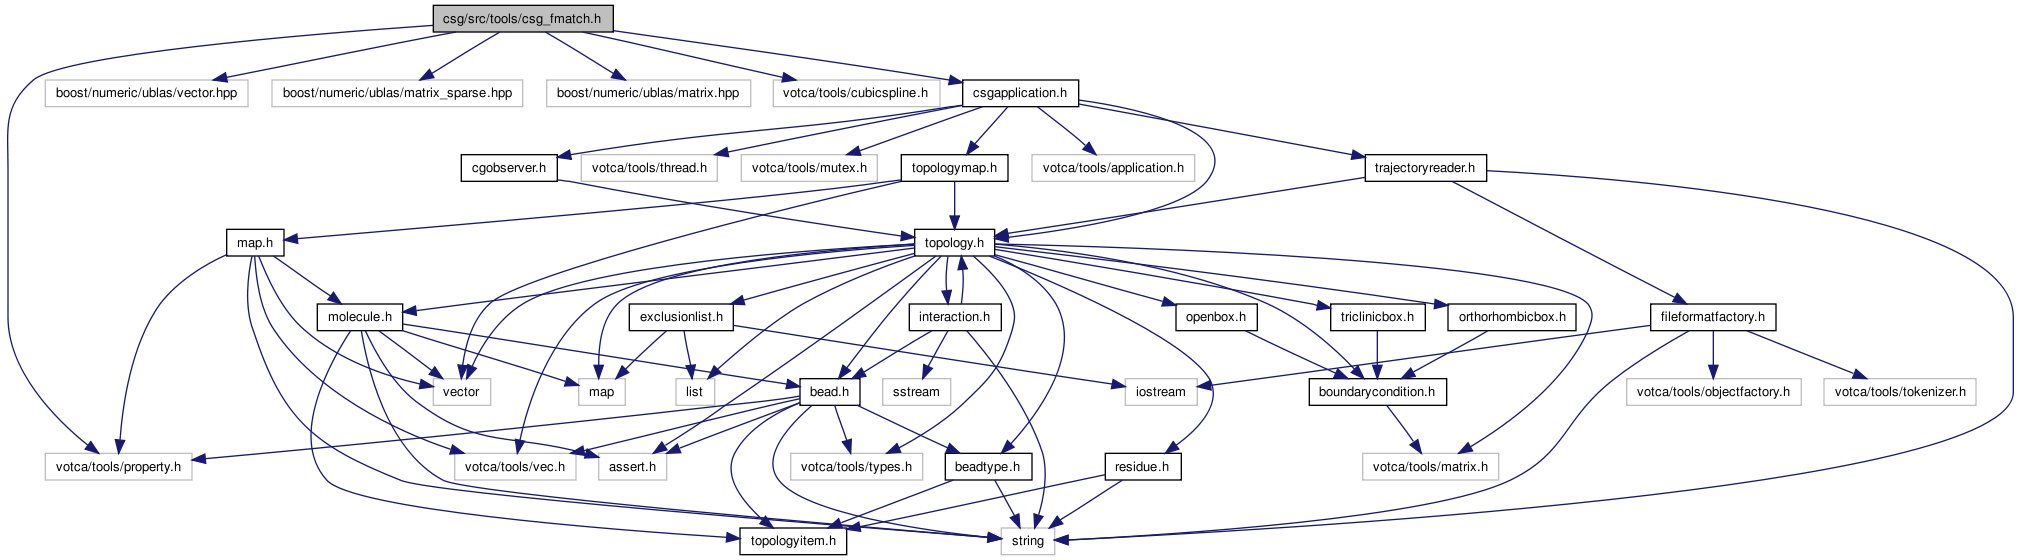 csg/src/tools/csg_fmatch.h
boost/numeric/ublas/vector.hpp
boost/numeric/ublas/matrix_sparse.hpp
boost/numeric/ublas/matrix.hpp
votca/tools/cubicspline.h
csgapplication.h
cgobserver.h
votca/tools/thread.h
votca/tools/mutex.h
topologymap.h
votca/tools/application.h
trajectoryreader.h
map.h
topology.h
molecule.h
exclusionlist.h
interaction.h
openbox.h
triclinicbox.h
orthorhombicbox.h
fileformatfactory.h
vector
map
list
bead.h
sstream
iostream
boundarycondition.h
votca/tools/objectfactory.h
votca/tools/tokenizer.h
votca/tools/property.h
votca/tools/vec.h
assert.h
votca/tools/types.h
beadtype.h
residue.h
votca/tools/matrix.h
topologyitem.h
string